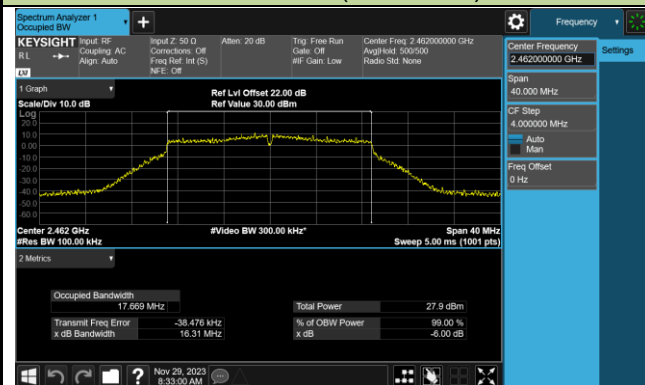 Spectrum Analyzer 1
Occupied BW
Frequency
KEYSIGHT
RL
Input: RF
Coupling: AC
Align: Auto
Input Z: 50 Ω
Corrections: Off
Freq Ref: Int (S)
NFE: Off
Atten: 20 dB
Trig: Free Run
Gate: Off
#IF Gain: Low
Center Freq: 2.462000000 GHz
Avg|Hold: 500/500
Radio Std: None
LXI
Center Frequency
2.462000000 GHz
Settings
Span
40.000 MHz
CF Step
4.000000 MHz
Auto
Man
Freq Offset
0 Hz
1 Graph
Scale/Div 10.0 dB
Ref Lvl Offset 22.00 dB
Ref Value 30.00 dBm
Log
20.0
10.0
0.00
-10.0
-20.0
-30.0
-40.0
-50.0
-60.0
Center 2.462 GHz
#Res BW 100.00 kHz
#Video BW 300.00 kHz*
Span 40 MHz
Sweep 5.00 ms (1001 pts)
2 Metrics
Occupied Bandwidth
17.669 MHz
Total Power 27.9 dBm
Transmit Freq Error -38.476 kHz
% of OBW Power 99.00 %
x dB Bandwidth 16.31 MHz
x dB -6.00 dB
?
Nov 29, 2023
8:33:00 AM